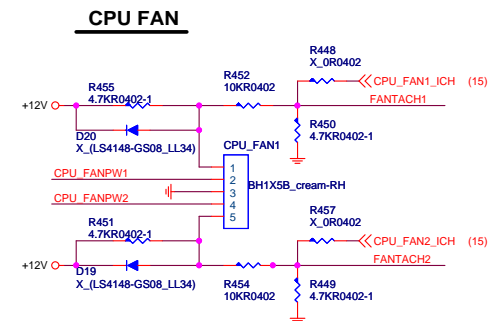 CPU FAN
R448
X_0R0402
R455
4.7KR0402-1
R452
10KR0402
CPU_FAN1_ICH (15)
+12V
FANTACH1
D20
X_(LS4148-GS08_LL34)
R450
4.7KR0402-1
CPU_FAN1
CPU_FANPW1
1
2
3
4
5
BH1X5B_cream-RH
CPU_FANPW2
R451
4.7KR0402-1
R457
X_0R0402
CPU_FAN2_ICH (15)
+12V
FANTACH2
D19
X_(LS4148-GS08_LL34)
R454
10KR0402
R449
4.7KR0402-1